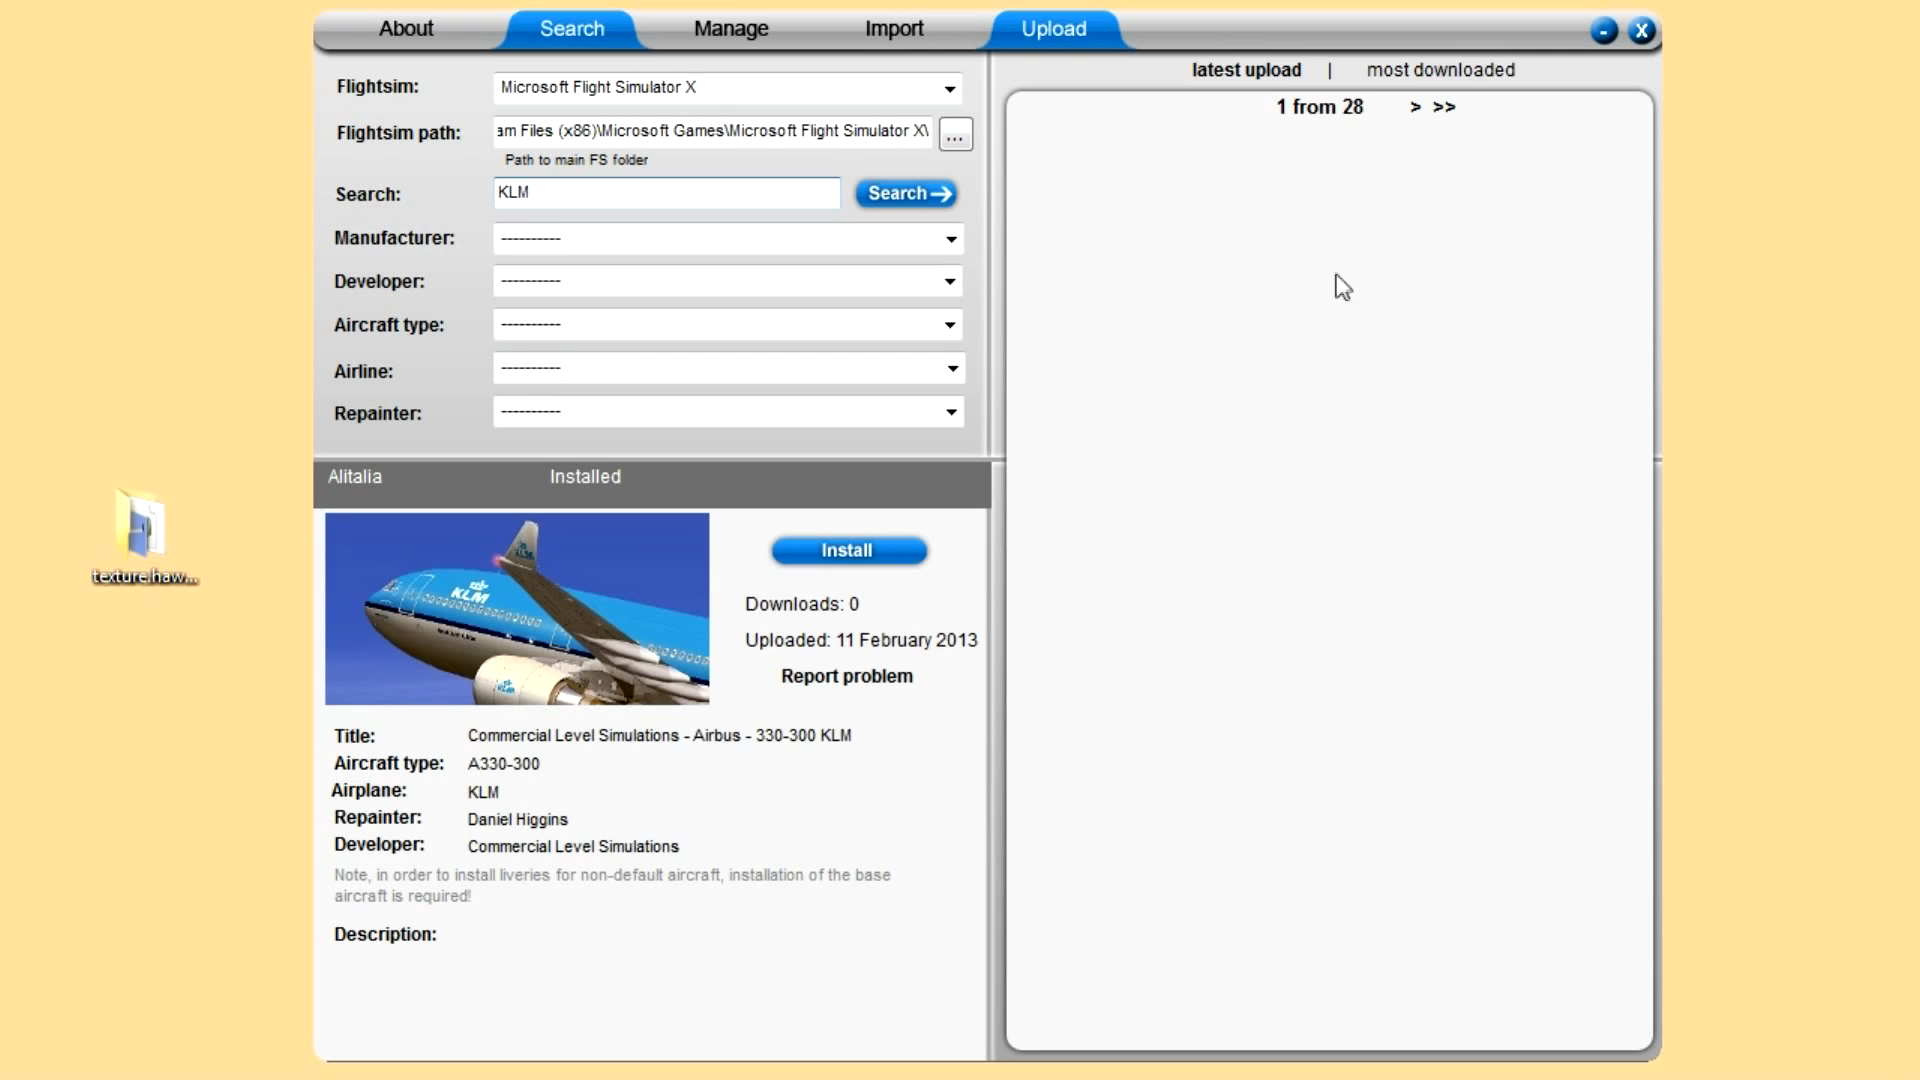 About
Search
Manage
Import
Upload
-
X
Flightsim:
Microsoft Flight Simulator X
Flightsim path:
am Files (x86)\Microsoft Games\Microsoft Flight Simulator X\
...
Path to main FS folder
Search:
KLM
Search
Manufacturer:
----------
Developer:
----------
Aircraft type:
----------
Airline:
----------
Repainter:
----------
latest upload | most downloaded
1 from 28 > >>
Alitalia Installed
KLM
KLM
KLM
Install
Downloads: 0
Uploaded: 11 February 2013
Report problem
Title: Commercial Level Simulations - Airbus - 330-300 KLM
Aircraft type: A330-300
Airplane: KLM
Repainter: Daniel Higgins
Developer: Commercial Level Simulations
Note, in order to install liveries for non-default aircraft, installation of the base
aircraft is required!
Description:
texture.haw...